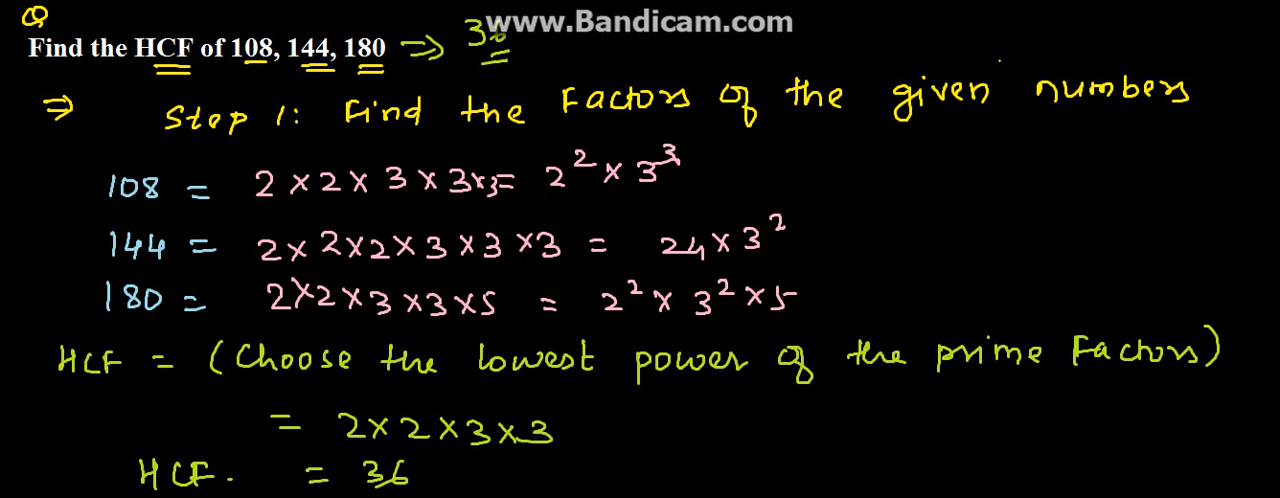 Q
www.Bandicam.com
Find the HCF of 108, 144, 180 ⇒ 36
⇒ Step 1: Find the Factors of the given numbers
108 = 2 × 2 × 3 × 3×3= 2² × 3³
144 = 2 × 2 × 2 × 3 × 3 × 3 = 24 × 3²
180 = 2 × 2 × 3 × 3 × 5 = 2² × 3² × 5
HCF = (Choose the lowest power of the prime Factors)
= 2 × 2 × 3 × 3
HCF. = 36